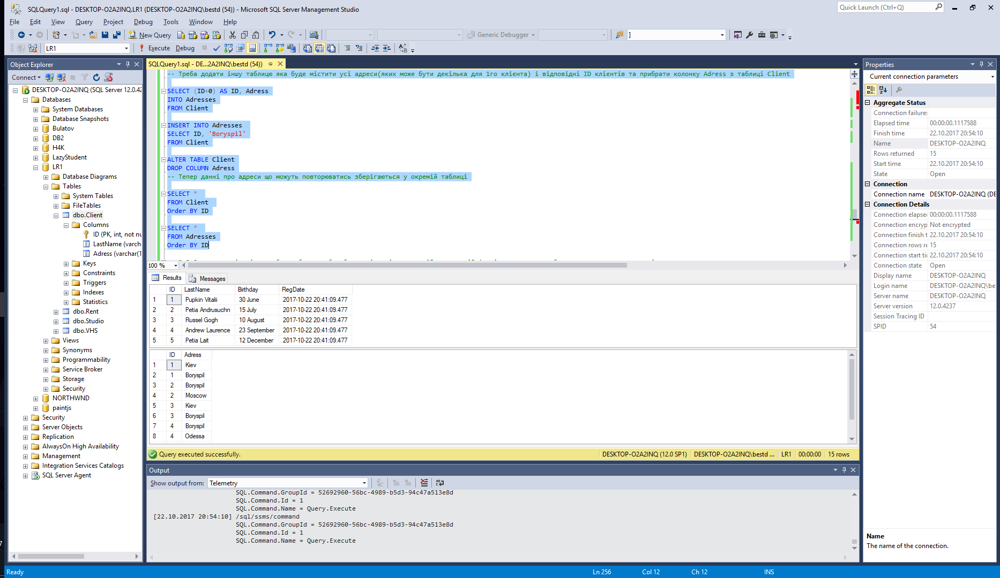 SQLQuery1.sql - DESKTOP-O2A2INQ.LR1 (DESKTOP-O2A2INQ\bestd (54)) - Microsoft SQL Server Management Studio
Quick Launch (Ctrl+Q)
File Edit View Query Project Debug Tools Window Help
New Query
Generic Debugger
]
LR1
Execute Debug
Object Explorer
Connect
DESKTOP-O2A2INQ (SQL Server 12.0.42
Databases
System Databases
Database Snapshots
Bulatov
DB2
H4K
LazyStudent
LR1
Database Diagrams
Tables
System Tables
FileTables
dbo.Client
Columns
ID (PK, int, not nu
LastName (varch
Adress (varchar(1
Keys
Constraints
Triggers
Indexes
Statistics
dbo.Rent
dbo.Studio
dbo.VHS
Views
Synonyms
Programmability
Service Broker
Storage
Security
NORTHWND
paintjs
Security
Server Objects
Replication
AlwaysOn High Availability
Management
Integration Services Catalogs
SQL Server Agent
SQLQuery1.sql - DE...2A2INQ\bestd (54))
-- Треба додати іншу таблицю яка буде містити усі адреси(яких може бути декілька для 1го клієнта) і відповідні ID клієнтів та прибрати колонку Adress з таблиці Client
SELECT (ID+0) AS ID, Adress
INTO Adresses
FROM Client
INSERT INTO Adresses
SELECT ID, 'Boryspil'
FROM Client
ALTER TABLE Client
DROP COLUMN Adress
-- Тепер данні про адреси що можуть повторюватись зберігаються у окремій таблиці
SELECT *
FROM Client
Order BY ID
SELECT *
FROM Adresses
Order BY ID
100 %
Results Messages
ID LastName Birthday RegDate
1 1 Pupkin Vitalii 30 June 2017-10-22 20:41:09.477
2 2 Petia Andrusuchn 15 July 2017-10-22 20:41:09.477
3 3 Russel Gogh 10 August 2017-10-22 20:41:09.477
4 4 Andrew Laurence 23 September 2017-10-22 20:41:09.477
5 5 Petia Lait 12 December 2017-10-22 20:41:09.477
ID Adress
1 1 Kiev
2 1 Boryspil
3 2 Boryspil
4 2 Moscow
5 3 Kiev
6 3 Boryspil
7 4 Boryspil
8 4 Odessa
Query executed successfully.
DESKTOP-O2A2INQ (12.0 SP1) DESKTOP-O2A2INQ\bestd ... LR1 00:00:00 15 rows
Output
Show output from: Telemetry
SQL.Command.GroupId = 52692960-56bc-4989-b5d3-94c47a513e8d
SQL.Command.Id = 1
SQL.Command.Name = Query.Execute
[22.10.2017 20:54:10] /sql/ssms/command
SQL.Command.GroupId = 52692960-56bc-4989-b5d3-94c47a513e8d
SQL.Command.Id = 1
SQL.Command.Name = Query.Execute
Properties
Current connection parameters
Aggregate Status
Connection failures
Elapsed time 00:00:00.1117588
Finish time 22.10.2017 20:54:10
Name DESKTOP-O2A2INQ
Rows returned 15
Start time 22.10.2017 20:54:10
State Open
Connection
Connection name DESKTOP-O2A2INQ (DE
Connection Details
Connection elapse 00:00:00.1117588
Connection encryp Not encrypted
Connection finish t 22.10.2017 20:54:10
Connection rows re 15
Connection start ti 22.10.2017 20:54:10
Connection state Open
Display name DESKTOP-O2A2INQ
Login name DESKTOP-O2A2INQ\bes
Server name DESKTOP-O2A2INQ
Server version 12.0.4237
Session Tracing ID
SPID 54
Name
The name of the connection.
Ready Ln 256 Col 12 Ch 12 INS